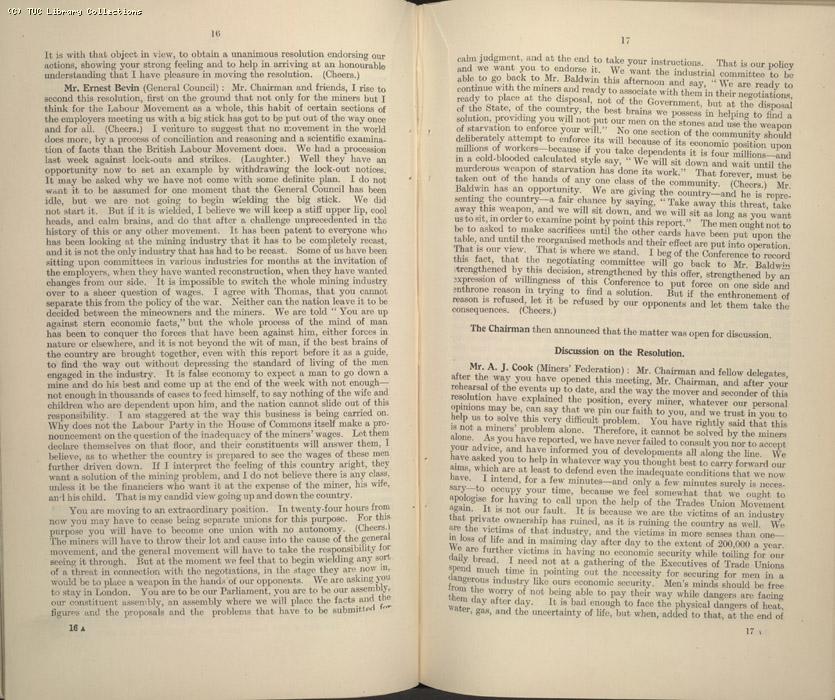 (C) TUC Library Collections
16
It is with that object in view, to obtain a unanimous resolution endorsing our
actions, showing your strong feeling and to help in arriving at an honourable
understanding that I have pleasure in moving the resolution. (Cheers.)
Mr. Ernest Bevin (General Council): Mr. Chairman and friends, I rise to
second this resolution, first on the ground that not only for the miners but I
think for the Labour Movement as a whole, this habit of certain sections of
the employers meeting us with a big stick has got to be put out of the way once
and for all. (Cheers.) I venture to suggest that no movement in the world
does more, by a process of conciliation and reasoning and a scientific examina-
tion of facts than the British Labour Movement does. We had a procession
last week against lock-outs and strikes. (Laughter.) Well they have an
opportunity now to set an example by withdrawing the lock-out notices.
It may be asked why we have not come with some definite plan. I do not
want it to be assumed for one moment that the General Council has been
idle, but we are not going to begin wielding the big stick. We did
not start it. But if it is wielded, I believe we will keep a stiff upper lip, cool
heads, and calm brains, and do that after a challenge unprecedented in the
history of this or any other movement. It has been patent to everyone who
has been looking at the mining industry that it has to be completely recast,
and it is not the only industry that has had to be recast. Some of us have been
sitting upon committees in various industries for months at the invitation of
the employers, when they have wanted reconstruction, when they have wanted
changes from our side. It is impossible to switch the whole mining industry
over to a sheer question of wages. I agree with Thomas, that you cannot
separate this from the policy of the war. Neither can the nation leave it to be
decided between the mineowners and the miners. We are told "You are up
against stern economic facts," but the whole process of the mind of man
has been to conquer the forces that have been against him, either forces in
nature or elsewhere, and it is not beyond the wit of man, if the best brains of
the country are brought together, even with this report before it as a guide,
to find the way out without depressing the standard of living of the men
engaged in the industry. It is false economy to expect a man to go down a
mine and do his best and come up at the end of the week with not enough—
not enough in thousands of cases to feed himself, to say nothing of the wife and
children who are dependent upon him, and the nation cannot slide out of this
responsibility. I am staggered at the way this business is being carried on.
Why does not the Labour Party in the House of Commons itself make a pro-
nouncement on the question of the inadequacy of the miners' wages. Let them
declare themselves on that floor, and their constituents will answer them, I
believe, as to whether the country is prepared to see the wages of these men
further driven down. If I interpret the feeling of this country aright, they
want a solution of the mining problem, and I do not believe there is any class,
unless it be the financiers who want it at the expense of the miner, his wife,
and his child. That is my candid view going up and down the country.
You are moving to an extraordinary position. In twenty-four hours from
now you may have to cease being separate unions for this purpose. For this
purpose you will have to become one union with no autonomy. (Cheers.)
The miners will have to throw their lot and cause into the cause of the general
movement, and the general movement will have to take the responsibility for
seeing it through. But at the moment we feel that to begin wielding any sort
of a threat in connection with the negotations, in the stage they are now in,
would be to place a weapon in the hands of our opponents. We are asking you
to stay in London. You are to be our Parliament, you are to be our assembly,
our constituent assembly, an assembly where we will place the facts and the
figures and the proposals and the problems that have to be submitted for
16 A
17
calm judgment, and at the end to take your instructions. That is our policy
and we want you to endorse it. We want the industrial committee to be
able to go back to Mr. Baldwin this afternoon and say, "We are ready to
continue with the miners and ready to associate with them in their negotiations,
ready to place at the disposal, not of the Government, but at the disposal
of the State, of the country, the best brains we possess in helping to find a
solution, providing you will not put our men on the stones and use the weapon
of starvation to enforce your will." No one section of the community should
deliberately attempt to enforce its will because of its economic position upon
millions of workers—because if you take dependents it is four millions—and
in a cold-blooded calculated style say, "We will sit down and wait until the
murderous weapon of starvation has done its work." That forever, must be
taken out of the hands of any one class of the community. (Cheers.) Mr.
Baldwin has an opportunity. We are giving the country—and he is repre-
senting the country—a fair chance by saying, "Take away this threat, take
away this weapon, and we will sit down, and we will sit as long as you want
us to sit, in order to examine point by point this report." The men ought not to
be to asked to make sacrifices until the other cards have been put upon the
table, and until the reorganised methods and their effect are put into operation.
That is our view. That is where we stand. I beg of the Conference to record
this fact, that the negotiating committee will go back to Mr. Baldwin
strengthened by this decision, strengthened by this offer, strengthened by an
expression of willingness of this Conference to put force on one side and
enthrone reason in trying to find a solution. But if the enthronement of
reason is refused, let it be refused by our opponents and let them take the
consequences. (Cheers.)
The Chairman then announced that the matter was open for discussion.
Discussion on the Resolution.
Mr. A. J. Cook (Miners' Federation): Mr. Chairman and fellow delegates,
after the way you have opened this meeting, Mr. Chairman, and after your
rehearsal of the events up to date, and the way the mover and seconder of this
resolution have explained the position, every miner, whatever our personal
opinions may be, can say that we pin our faith to you, and we trust in you to
help us to solve this very difficult problem. You have rightly said that this
is not a miners' problem alone. Therefore, it cannot be solved by the miners
alone. As you have reported, we have never failed to consult you nor to accept
your advice, and have informed you of developments all along the line. We
have asked you to help in whatever way you thought best to carry forward our
aims, which are at least to defend even the inadequate conditions that we now
have. I intend, for a few minutes—and only a few minutes surely is neces-
sary—to occupy your time, because we feel somewhat that we ought to
apologise for having to call upon the help of the Trades Union Movement
again. It is not our fault. It is because we are the victims of an industry
that private ownership has ruined, as it is ruining the country as well. We
are the victims of that industry, and the victims in more senses than one—
in loss of life and in maiming day after day to the extent of 200,000 a year.
We are further victims in having no economic security while toiling for our
daily bread. I need not at a gathering of the Executives of Trade Unions
spend much time in pointing out the necessity for securing for men in a
dangerous industry like ours economic security. Men's minds should be free
from the worry of not being able to pay their way while dangers are facing
them day after day. It is bad enough to face the physical dangers of heat,
water, gas, and the uncertainty of life, but when, added to that, at the end of
17